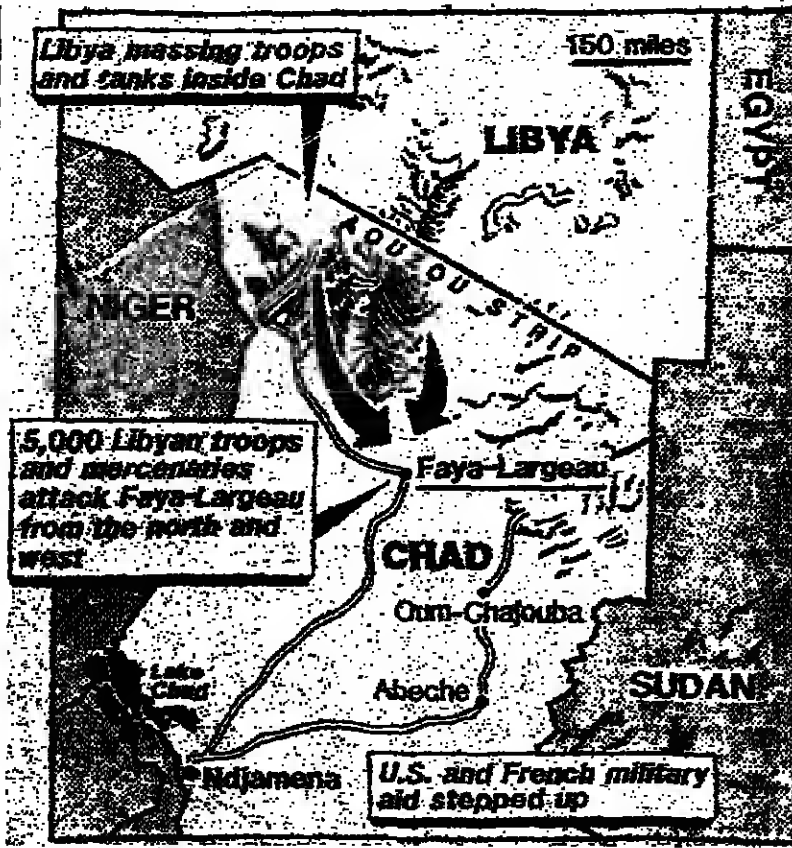 Libya massing troops
and tanks inside Chad
150 miles
LIBYA
EGYPT
AOUZOU STRIP
NIGER
5,000 Libyan troops
and mercenaries
attack Faya-Largeau
from the north and
west
Faya-Largeau
CHAD
Oum-Chalouba
Lake
Chad
Abeche
SUDAN
Ndjamena
U.S. and French military
aid stepped up